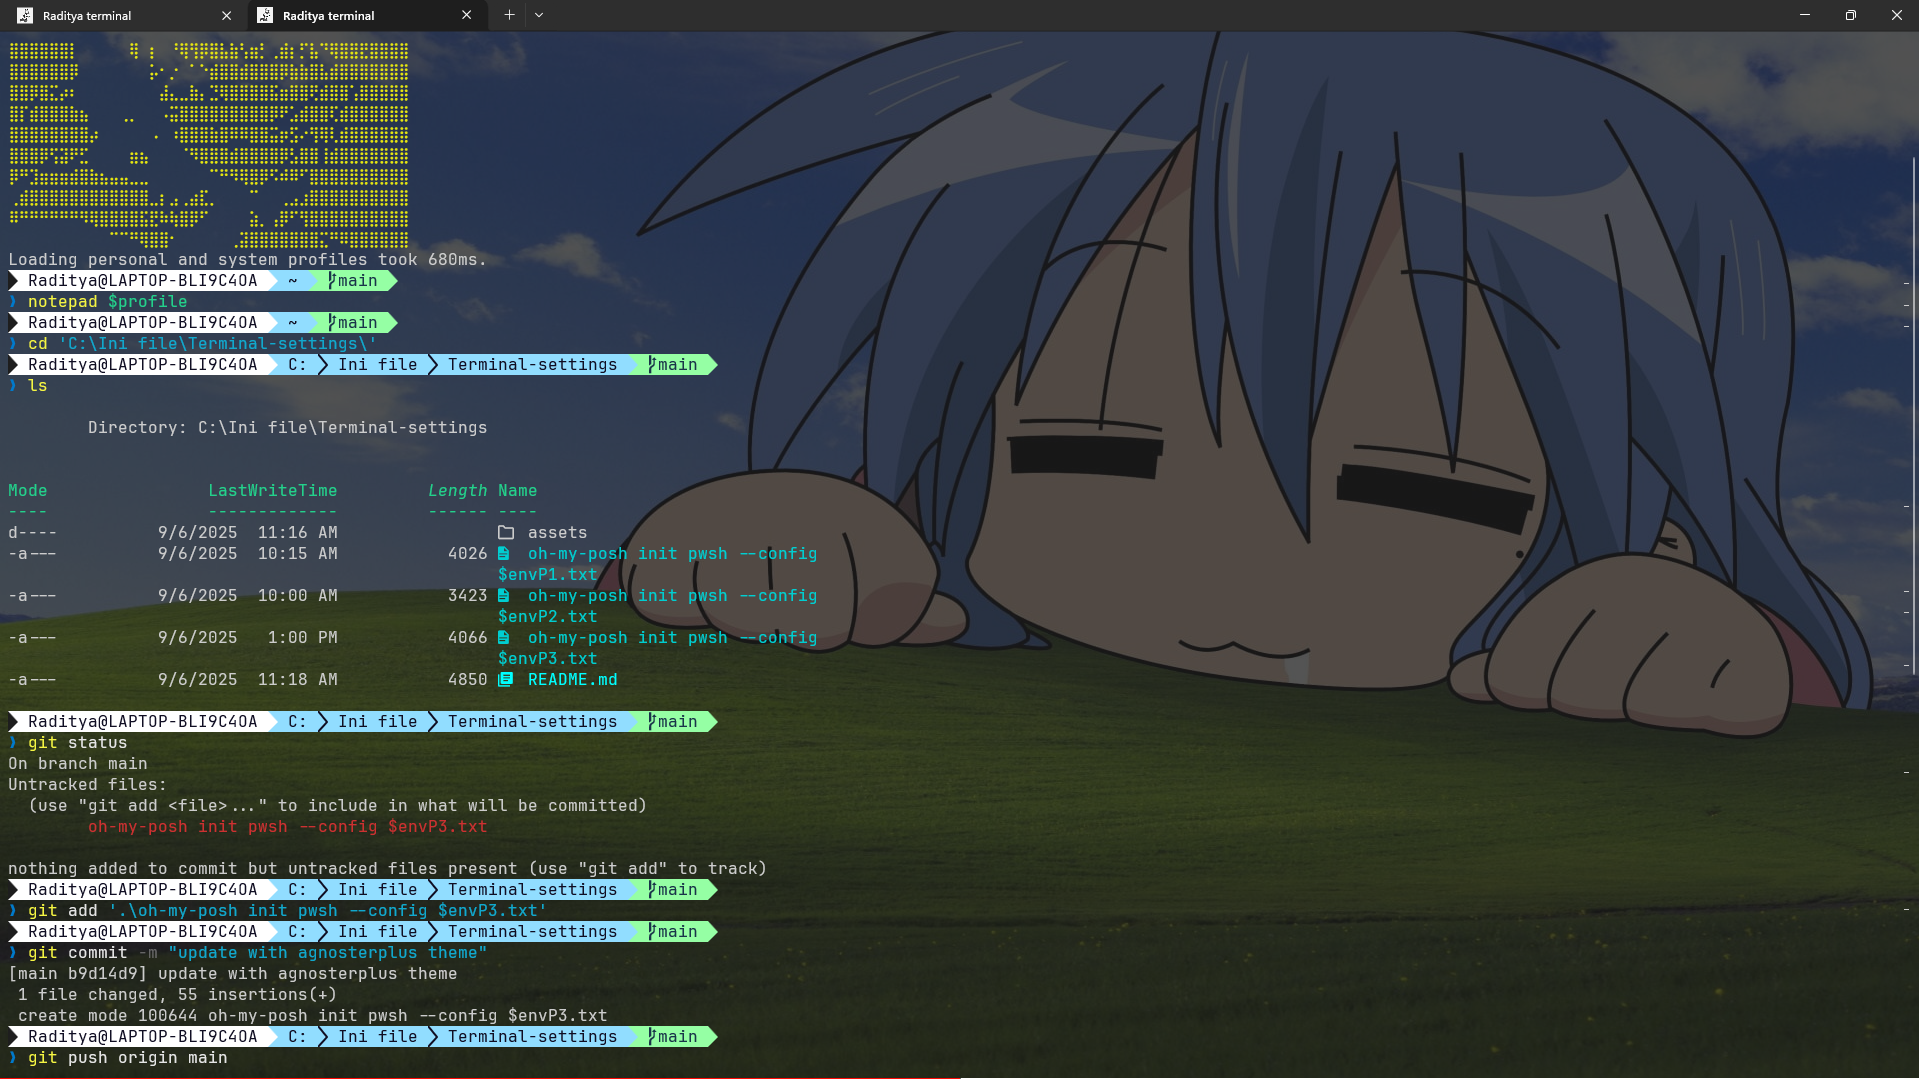 Raditya terminal
Raditya terminal
Loading personal and system profiles took 680ms.
Raditya@LAPTOP-BLI9C4OA ~ main
❯ notepad $profile
Raditya@LAPTOP-BLI9C4OA ~ main
❯ cd 'C:\Ini file\Terminal-settings\'
Raditya@LAPTOP-BLI9C4OA C: Ini file Terminal-settings main
❯ ls
Directory: C:\Ini file\Terminal-settings
Mode LastWriteTime Length Name
---- ------------- ------ ----
d---- 9/6/2025 11:16 AM assets
-a--- 9/6/2025 10:15 AM 4026 oh-my-posh init pwsh --config
$envP1.txt
-a--- 9/6/2025 10:00 AM 3423 oh-my-posh init pwsh --config
$envP2.txt
-a--- 9/6/2025 1:00 PM 4066 oh-my-posh init pwsh --config
$envP3.txt
-a--- 9/6/2025 11:18 AM 4850 README.md
Raditya@LAPTOP-BLI9C4OA C: Ini file Terminal-settings main
❯ git status
On branch main
Untracked files:
(use "git add <file>..." to include in what will be committed)
oh-my-posh init pwsh --config $envP3.txt
nothing added to commit but untracked files present (use "git add" to track)
Raditya@LAPTOP-BLI9C4OA C: Ini file Terminal-settings main
❯ git add '.\oh-my-posh init pwsh --config $envP3.txt'
Raditya@LAPTOP-BLI9C4OA C: Ini file Terminal-settings main
❯ git commit -m "update with agnosterplus theme"
[main b9d14d9] update with agnosterplus theme
1 file changed, 55 insertions(+)
create mode 100644 oh-my-posh init pwsh --config $envP3.txt
Raditya@LAPTOP-BLI9C4OA C: Ini file Terminal-settings main
❯ git push origin main